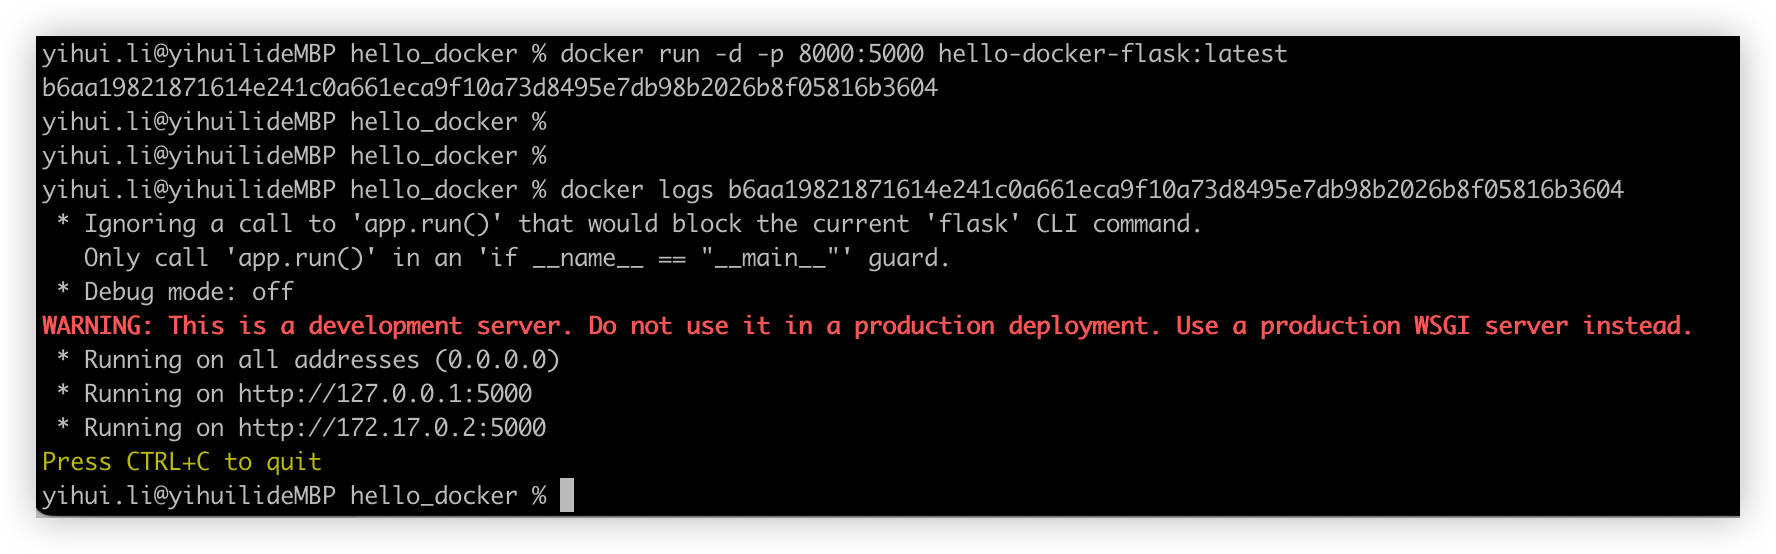 yihui.li@yihuilideMBP hello_docker % docker run -d -p 8000:5000 hello-docker-flask:latest
b6aa19821871614e241c0a661eca9f10a73d8495e7db98b2026b8f05816b3604
yihui.li@yihuilideMBP hello_docker %
yihui.li@yihuilideMBP hello_docker %
yihui.li@yihuilideMBP hello_docker % docker logs b6aa19821871614e241c0a661eca9f10a73d8495e7db98b2026b8f05816b3604
 * Ignoring a call to 'app.run()' that would block the current 'flask' CLI command.
   Only call 'app.run()' in an 'if __name__ == "__main__"' guard.
 * Debug mode: off
WARNING: This is a development server. Do not use it in a production deployment. Use a production WSGI server instead.
 * Running on all addresses (0.0.0.0)
 * Running on http://127.0.0.1:5000
 * Running on http://172.17.0.2:5000
Press CTRL+C to quit
yihui.li@yihuilideMBP hello_docker %